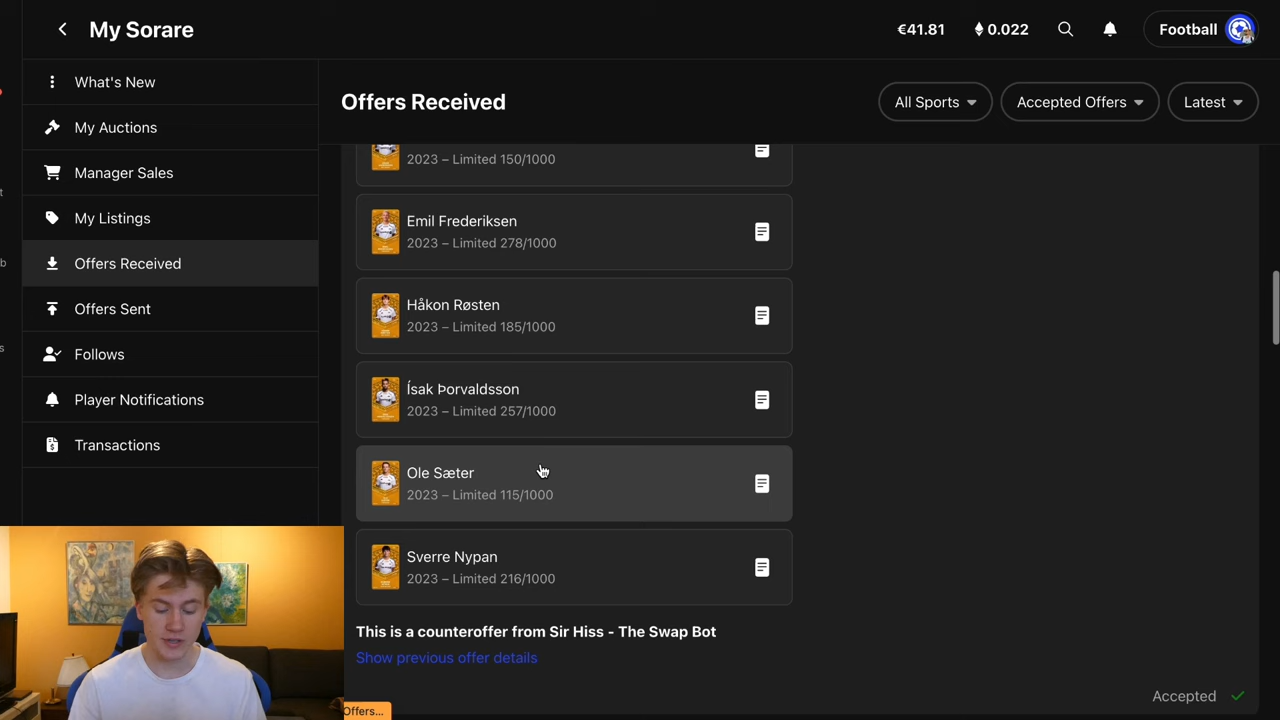 My Sorare
€41.81
0.022
Football
What's New
My Auctions
Manager Sales
My Listings
Offers Received
Offers Sent
Follows
Player Notifications
Transactions
Offers Received
All Sports
Accepted Offers
Latest
2023 – Limited 150/1000
Emil Frederiksen
2023 – Limited 278/1000
Håkon Røsten
2023 – Limited 185/1000
Ísak Þorvaldsson
2023 – Limited 257/1000
Ole Sæter
2023 – Limited 115/1000
Sverre Nypan
2023 – Limited 216/1000
This is a counteroffer from Sir Hiss - The Swap Bot
Show previous offer details
Accepted
Offers...